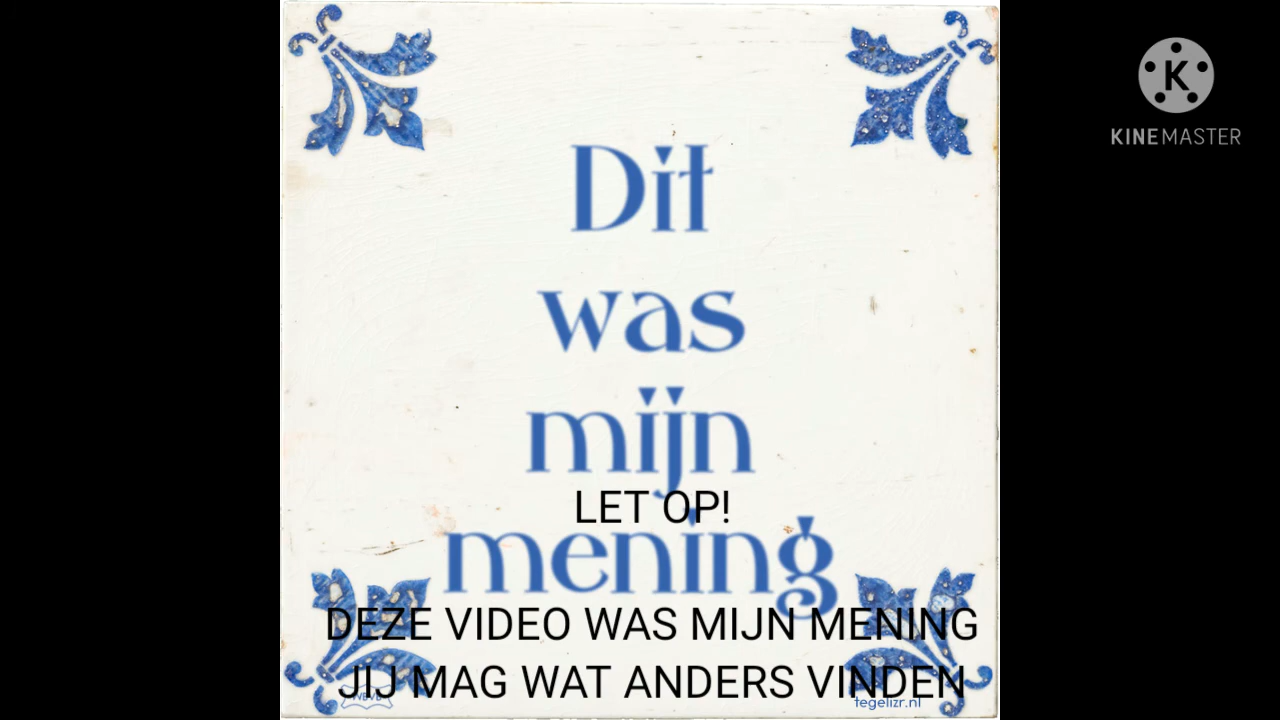 KINEMASTER
Dit
was
mijn
LET OP!
mening
DEZE VIDEO WAS MIJN MENING
JIJ MAG WAT ANDERS VINDEN
tegelizr.nl